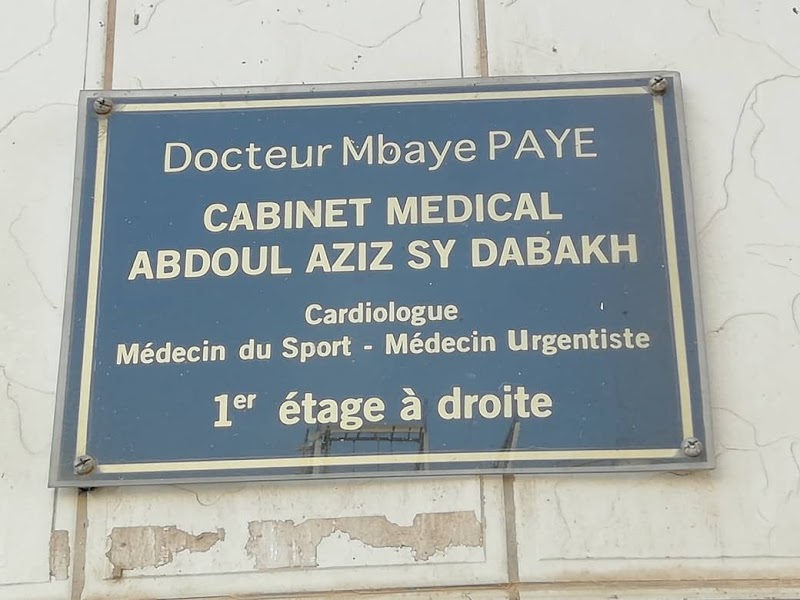 Docteur Mbaye PAYE
CABINET MEDICAL
ABDOUL AZIZ SY DABAKH
Cardiologue
Médecin du Sport - Médecin Urgentiste
1er étage à droite